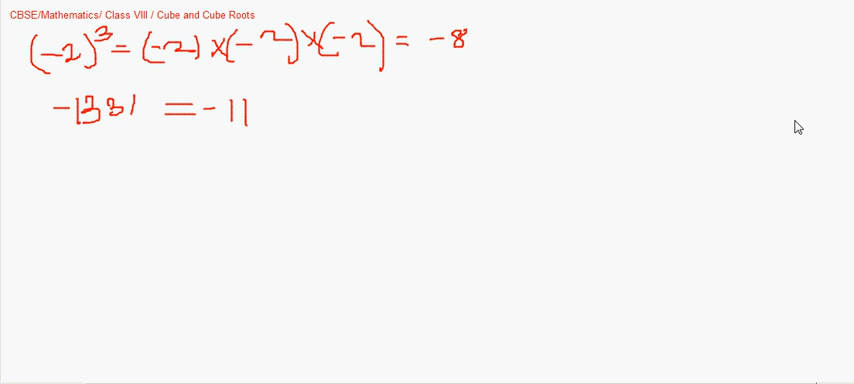 CBSE/Mathematics/ Class VIII / Cube and Cube Roots
(-2)³ = (-2) × (-2) × (-2) = -8
-1331 = -11